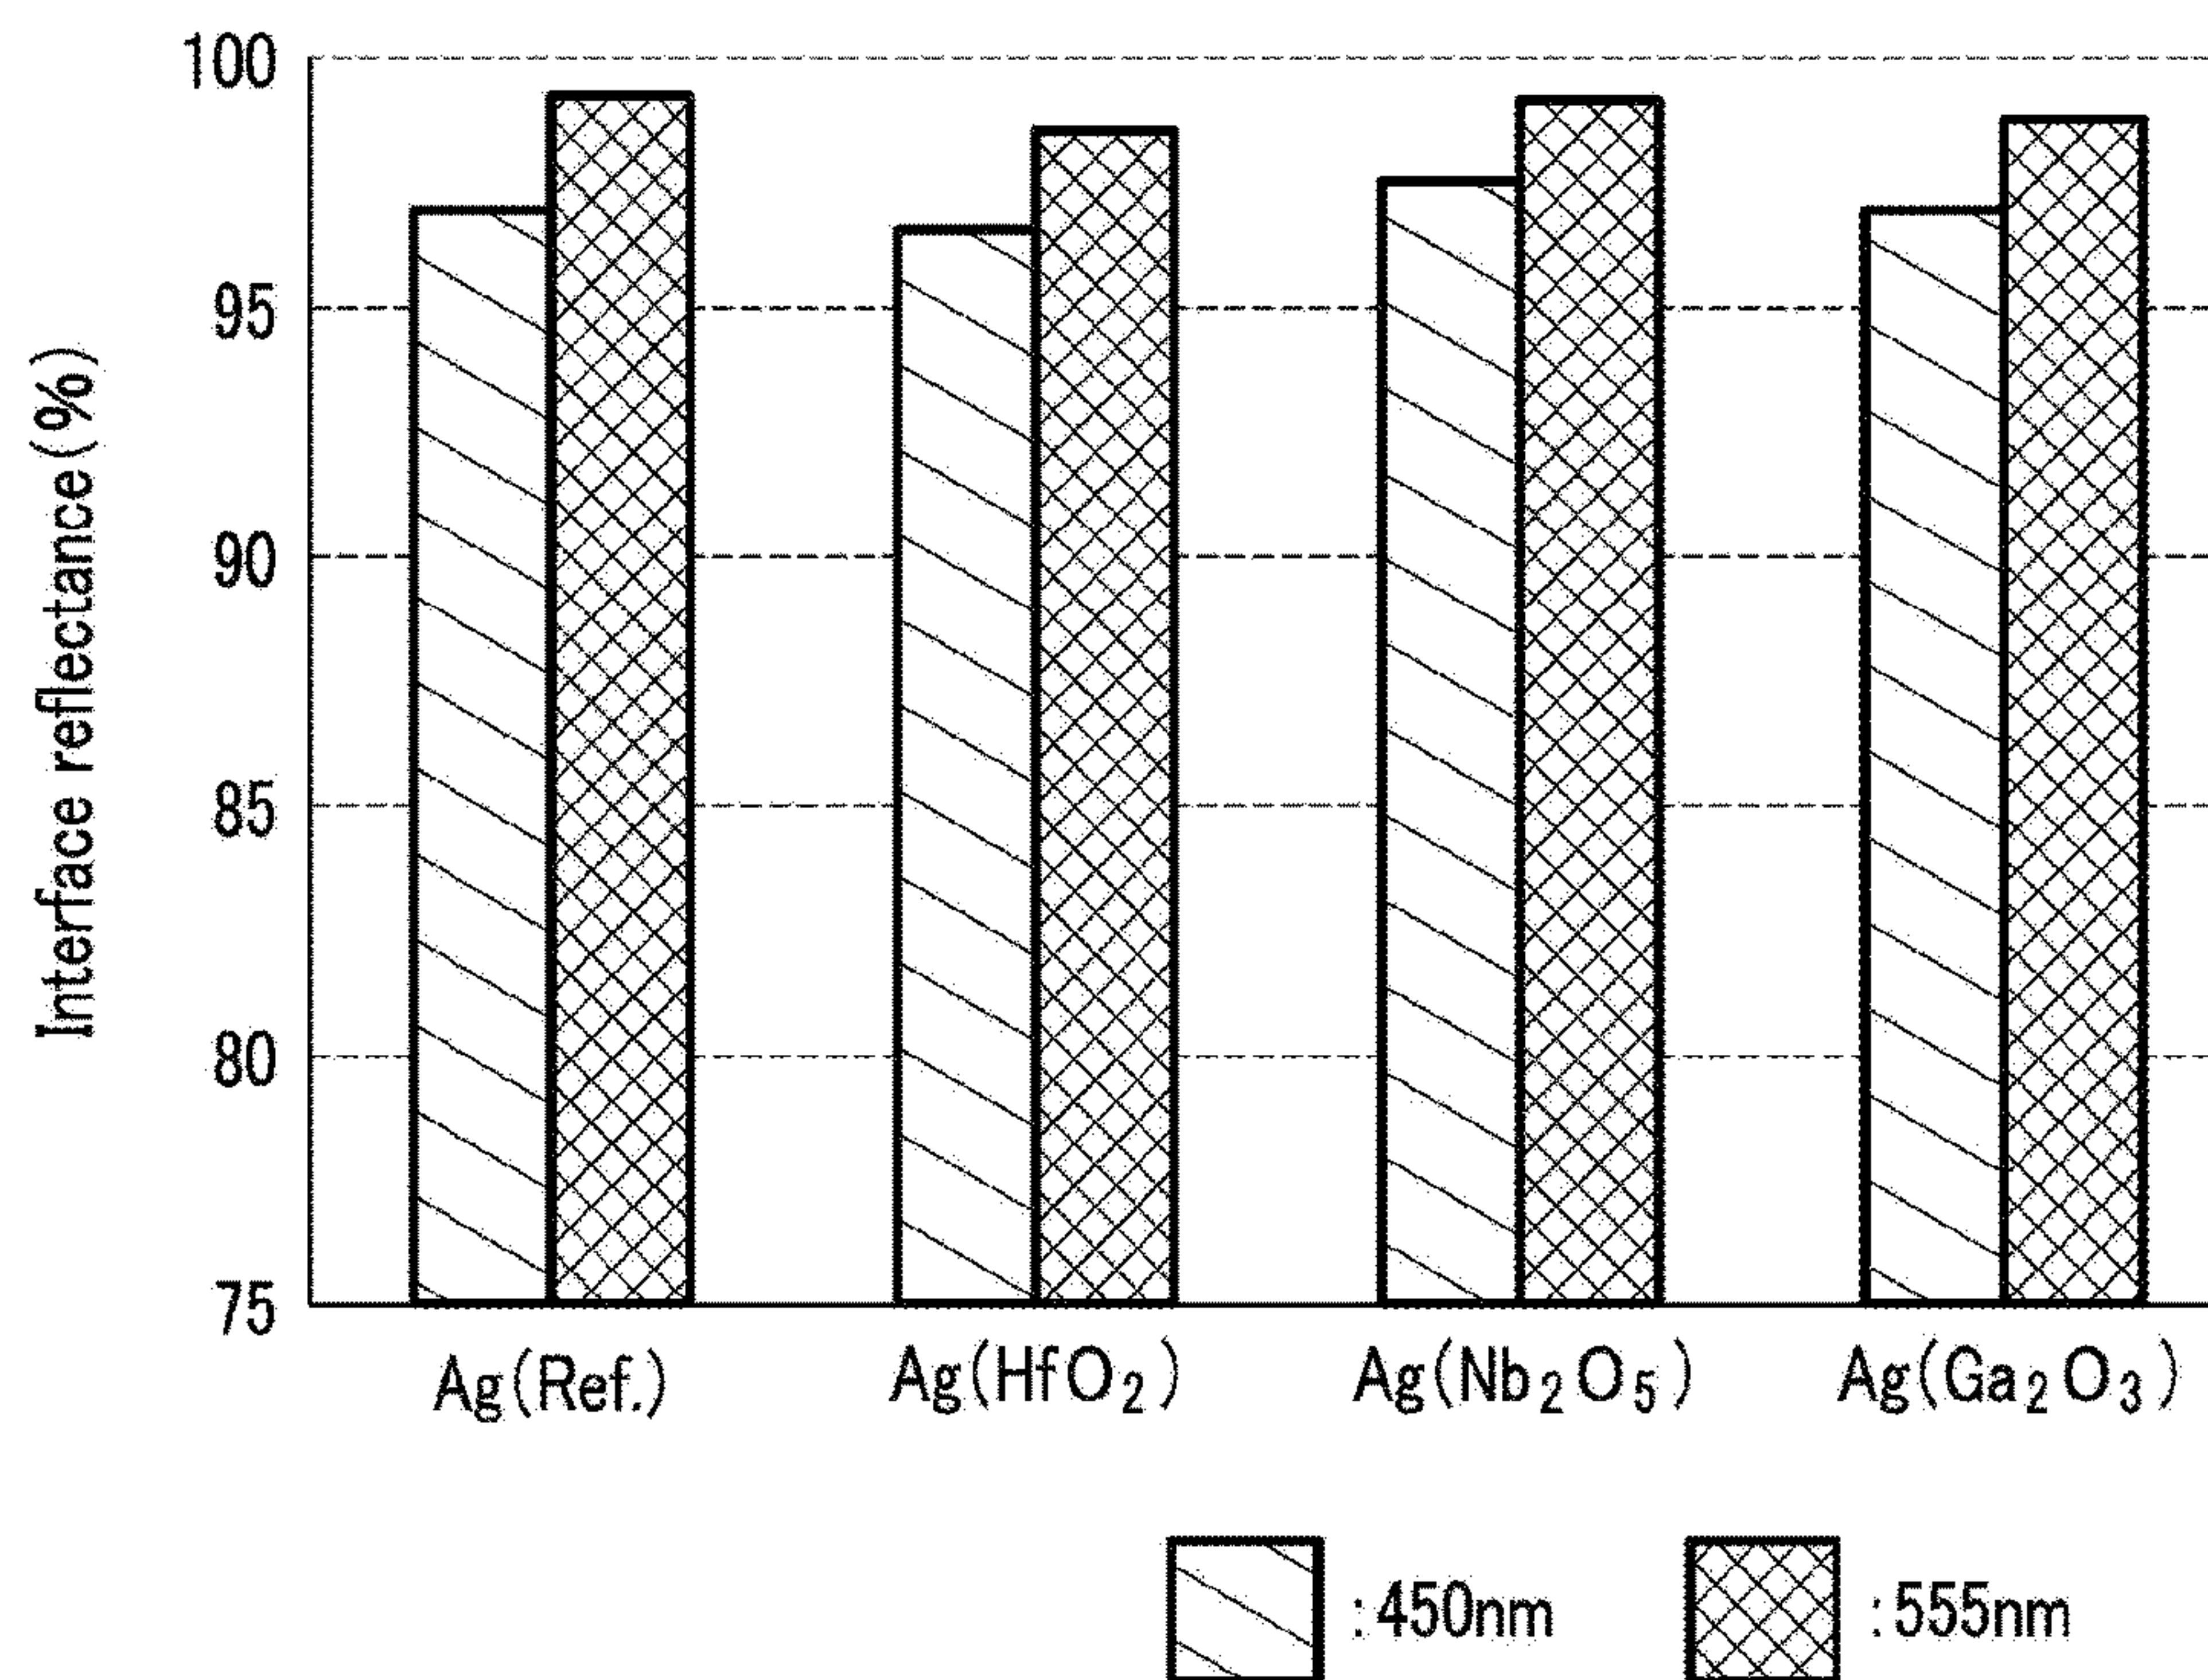 Interface reflectance(%)
100
95
90
85
80
75
Ag(Ref.)
Ag(HfO₂)
Ag(Nb₂O₅)
Ag(Ga₂O₃)
:450nm
:555nm